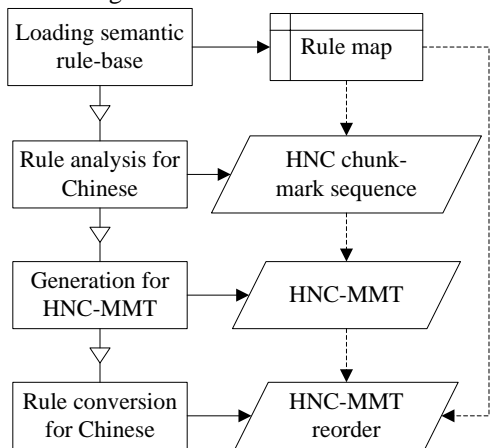 Loading semantic
rule-base
Rule map
Rule analysis for
Chinese
HNC chunk-
mark sequence
Generation for
HNC-MMT
HNC-MMT
Rule conversion
for Chinese
HNC-MMT
reorder